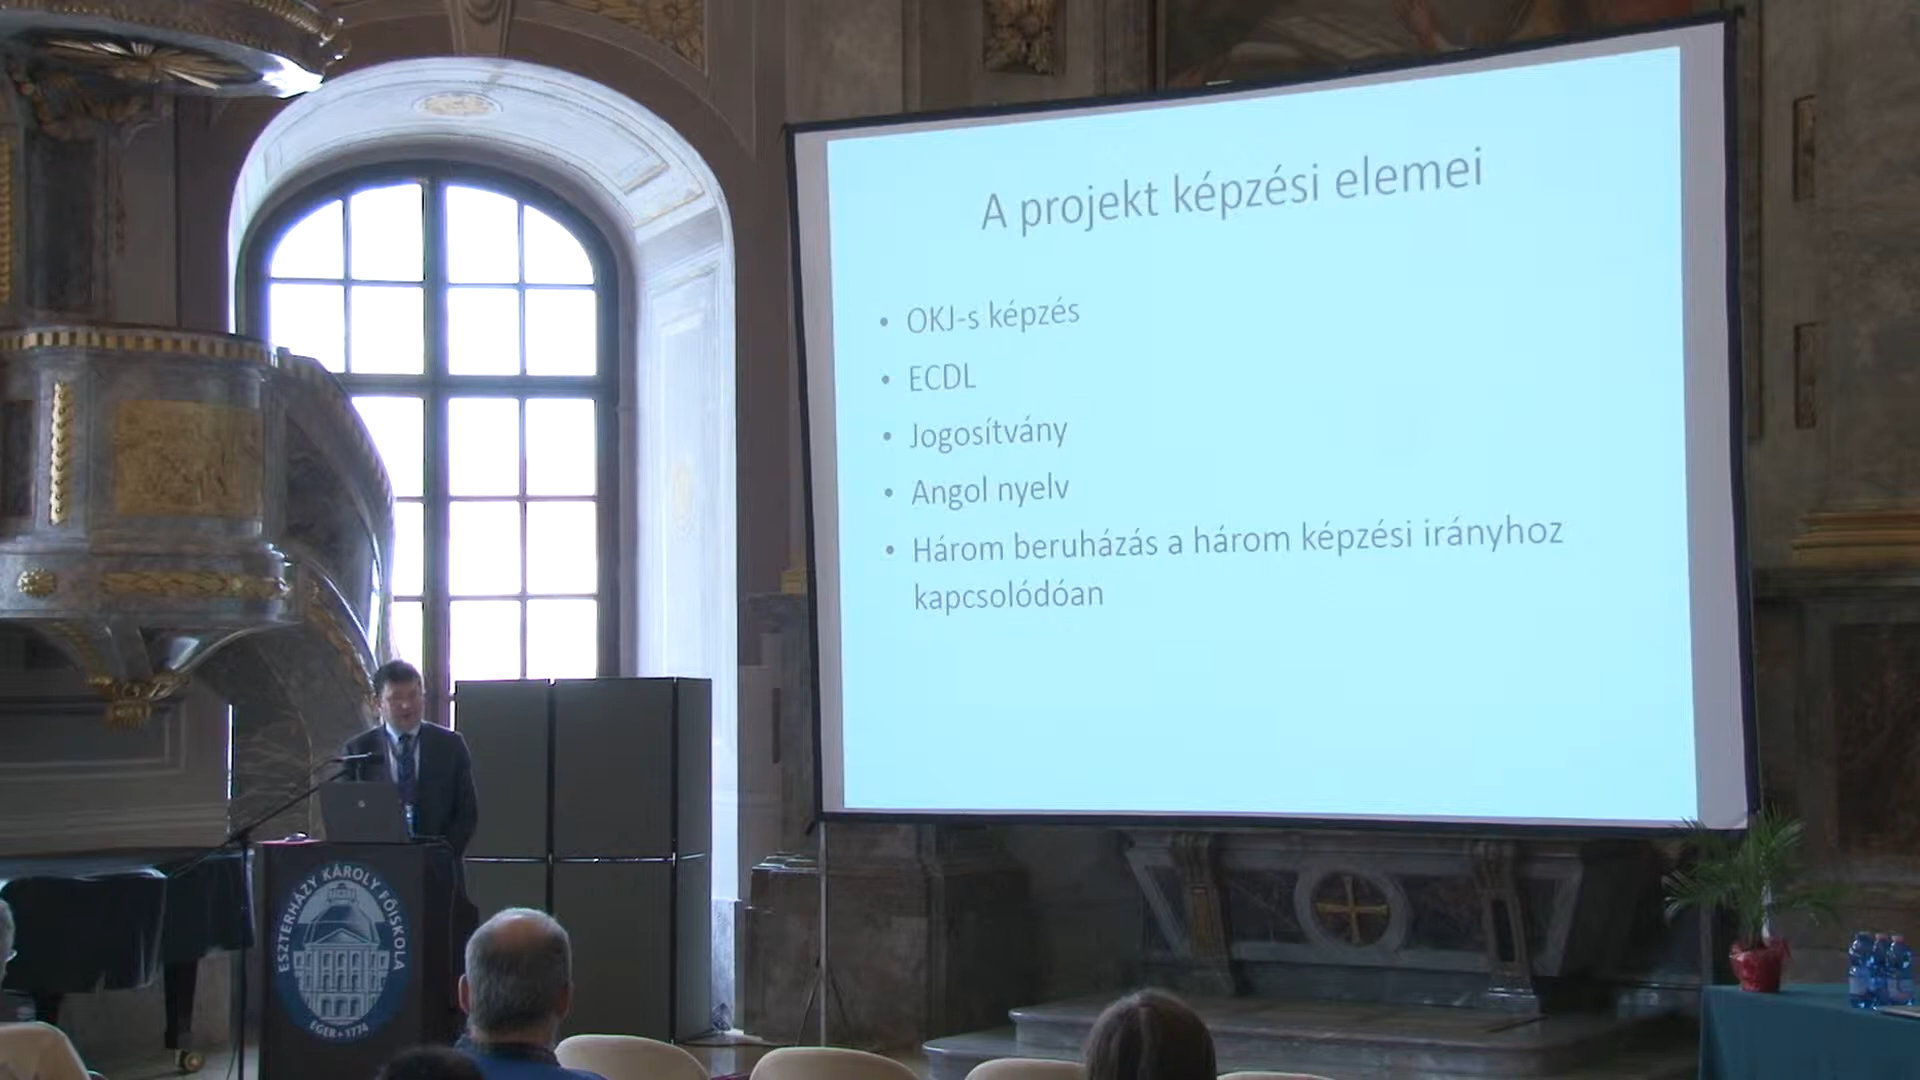 A projekt képzési elemei
• OKJ-s képzés
• ECDL
• Jogosítvány
• Angol nyelv
• Három beruházás a három képzési irányhoz
kapcsolódóan
ESZTERHÁZY KÁROLY FŐISKOLA
EGER • 1774